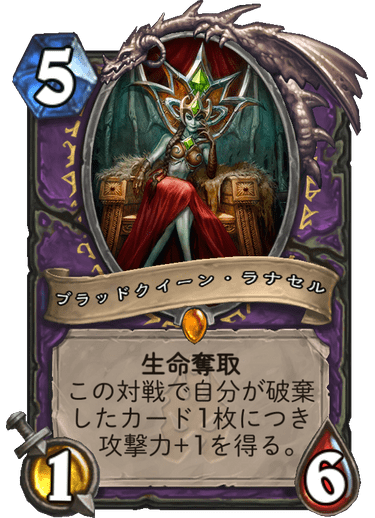 5
ブラッドクイーン・ラナセル
生命奪取
この対戦で自分が破棄
したカード1枚につき
攻撃力+1を得る。
1
6